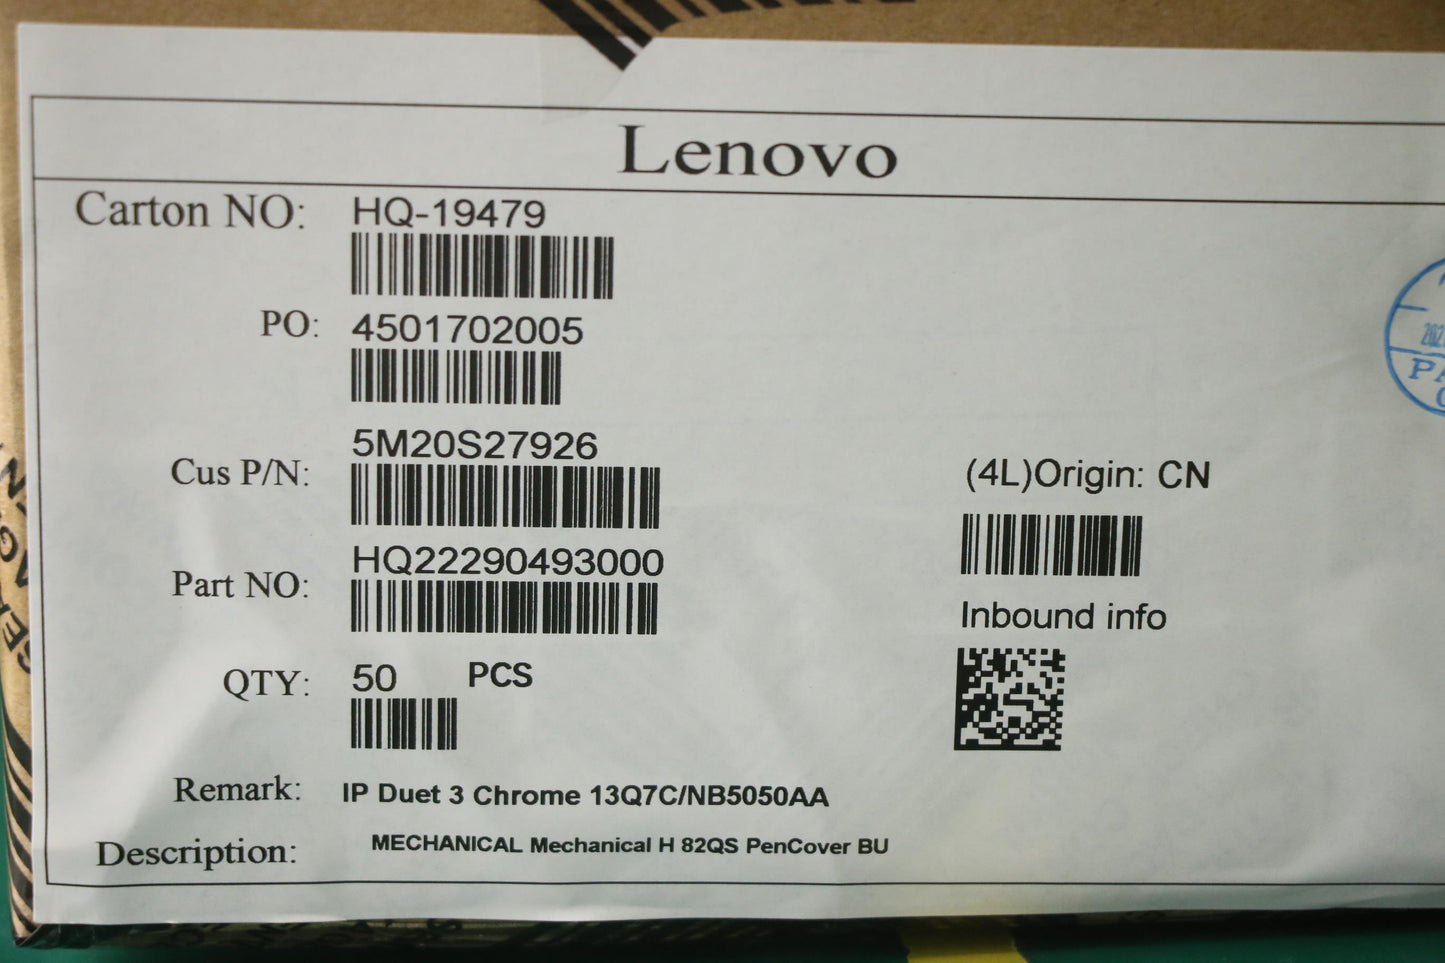 Lenovo
Carton NO: HQ-19479
PO: 4501702005
Cus P/N: 5M20S27926
(4L)Origin: CN
Part NO: HQ22290493000
Inbound info
QTY: 50 PCS
Remark: IP Duet 3 Chrome 13Q7C/NB5050AA
Description: MECHANICAL Mechanical H 82QS PenCover BU